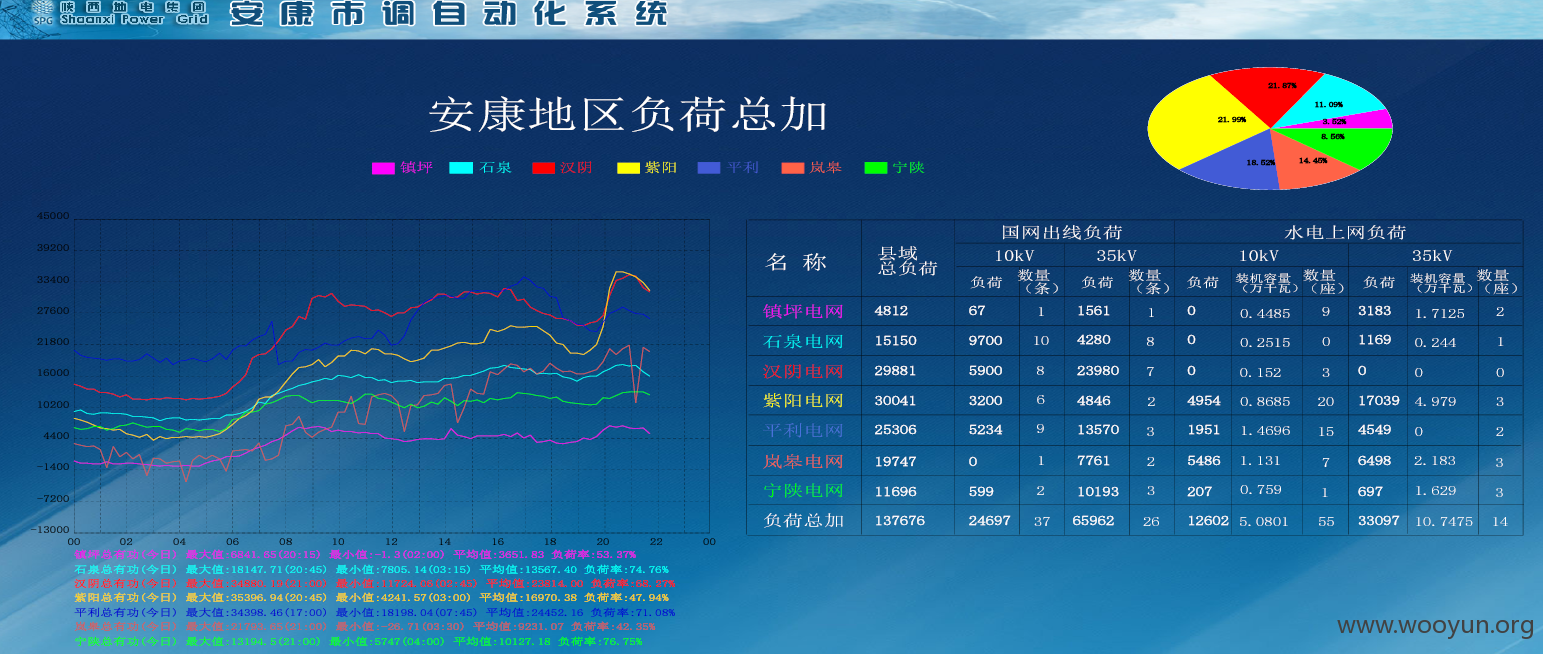 陕西地电集团
SPG Shaanxi Power Grid
安康市调自动化系统
安康地区负荷总加
镇坪 石泉 汉阴 紫阳 平利 岚皋 宁陕
21.87%
11.09%
3.52%
8.56%
14.45%
18.52%
21.99%
45000
39200
33400
27600
21800
16000
10200
4400
-1400
-7200
-13000
00 02 04 06 08 10 12 14 16 18 20 22 00
名 称 县域总负荷 国网出线负荷 水电上网负荷
10kV 35kV 10kV 35kV
负荷 数量(条) 负荷 数量(条) 负荷 装机容量(万千瓦) 数量(座) 负荷 装机容量(万千瓦) 数量(座)
镇坪电网 4812 67 1 1561 1 0 0.4485 9 3183 1.7125 2
石泉电网 15150 9700 10 4280 8 0 0.2515 0 1169 0.244 1
汉阴电网 29881 5900 8 23980 7 0 0.152 3 0 0 0
紫阳电网 30041 3200 6 4846 2 4954 0.8685 20 17039 4.979 3
平利电网 25306 5234 9 13570 3 1951 1.4696 15 4549 0 2
岚皋电网 19747 0 1 7761 2 5486 1.131 7 6498 2.183 3
宁陕电网 11696 599 2 10193 3 207 0.759 1 697 1.629 3
负荷总加 137676 24697 37 65962 26 12602 5.0801 55 33097 10.7475 14
镇坪总有功(今日) 最大值: 最小值:-1.3(02:00) 平均值:3651.83 负荷率:53.37%
石泉总有功(今日) 最大值:18147.71(20:45) 最小值:7805.14(03:15) 平均值:13567.40 负荷率:74.76%
汉阴总有功(今日) 最大值: 最小值: 平均值: 负荷率:
紫阳总有功(今日) 最大值:35396.94(20:45) 最小值:4241.57(03:00) 平均值:16970.38 负荷率:47.94%
平利总有功(今日) 最大值:34398.46(17:00) 最小值:18198.04(07:45) 平均值:24452.16 负荷率:71.08%
岚皋总有功(今日) 最大值: 最小值: 平均值:9231.07 负荷率:42.35%
宁陕总有功(今日) 最大值:13194.5(21:00) 最小值:5747(04:00) 平均值:10127.18 负荷率:76.75%
www.wooyun.org